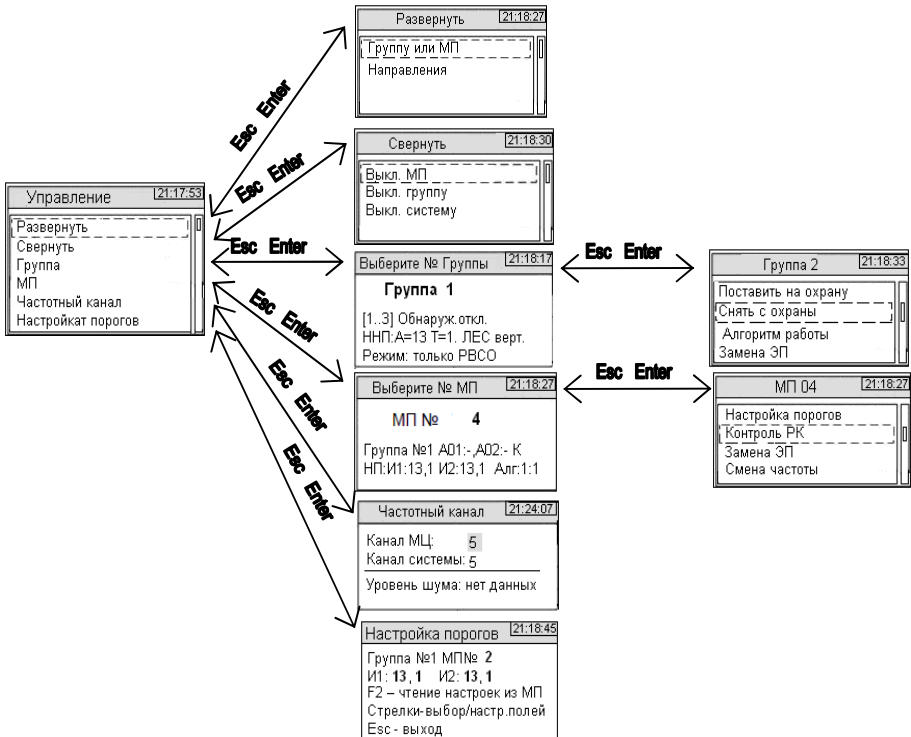 Управление 21:17:53
Развернуть
Свернуть
Группа
МП
Частотный канал
Настройкат порогов
Esc Enter
Esc Enter
Esc Enter
Esc Enter
Esc Enter
Esc Enter
Развернуть 21:18:27
Группу или МП
Направления
Свернуть 21:18:30
Выкл. МП
Выкл. группу
Выкл. систему
Выберите № Группы 21:18:17
Группа 1
[1..3] Обнаруж.откл.
ННП:А=13 Т=1. ЛЕС верт.
Режим: только РВСО
Esc Enter
Группа 2 21:18:33
Поставить на охрану
Снять с охраны
Алгоритм работы
Замена ЭП
Выберите № МП 21:18:27
МП № 4
Группа №1 А01:-,А02:- К
НП:И1:13,1 И2:13,1 Алг:1:1
Esc Enter
МП 04 21:18:27
Настройка порогов
Контроль РК
Замена ЭП
Смена частоты
Частотный канал 21:24:07
Канал МЦ: 5
Канал системы: 5
Уровень шума: нет данных
Настройка порогов 21:18:45
Группа №1 МП№ 2
И1: 13,1 И2: 13,1
F2 – чтение настроек из МП
Стрелки-выбор/настр.полей
Esc - выход